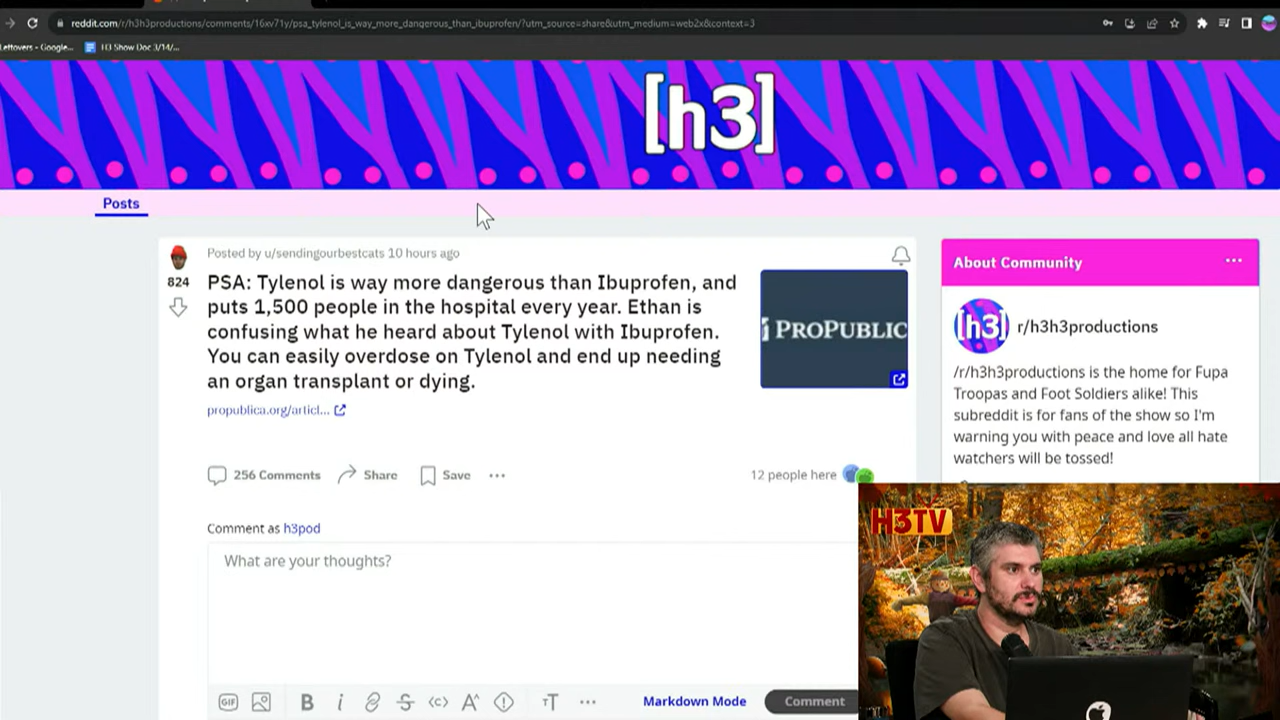 reddit.com/r/h3h3productions/comments/16xv71y/psa_tylenol_is_way_more_dangerous_than_ibuprofen/?utm_source=share&utm_medium=web2x&context=3
Leftovers - Google...
H3 Show Doc 3/14/...
[h3]
Posts
Posted by u/sendingourbestcats 10 hours ago
824
PSA: Tylenol is way more dangerous than Ibuprofen, and
puts 1,500 people in the hospital every year. Ethan is
confusing what he heard about Tylenol with Ibuprofen.
You can easily overdose on Tylenol and end up needing
an organ transplant or dying.
propublica.org/articl...
PROPUBLIC
256 Comments
Share
Save
12 people here
Comment as h3pod
What are your thoughts?
GIF
B
i
Markdown Mode
Comment
About Community
[h3]
r/h3h3productions
/r/h3h3productions is the home for Fupa
Troopas and Foot Soldiers alike! This
subreddit is for fans of the show so I'm
warning you with peace and love all hate
watchers will be tossed!
H3TV